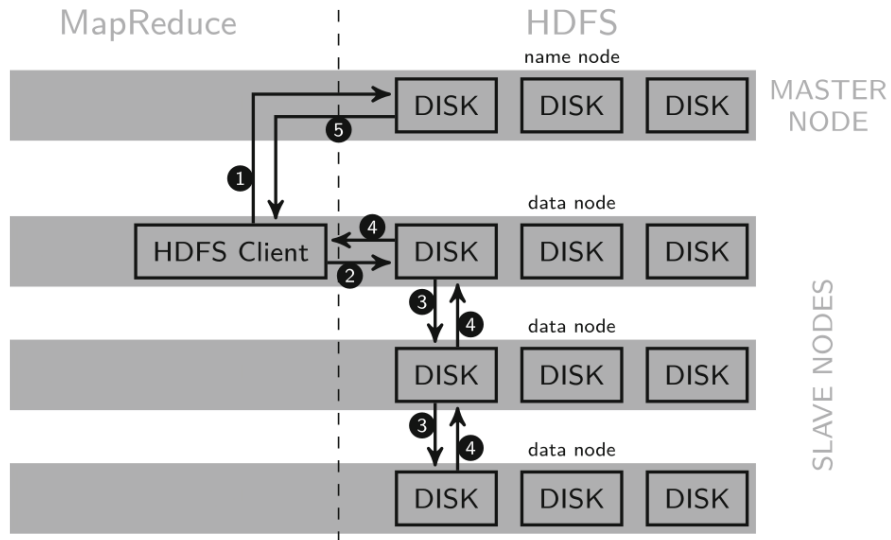 MapReduce
HDFS
name node
DISK DISK DISK
MASTER
NODE
5
1
data node
HDFS Client
4
DISK DISK DISK
2
3
4
data node
DISK DISK DISK
3
4
data node
DISK DISK DISK
SLAVE NODES